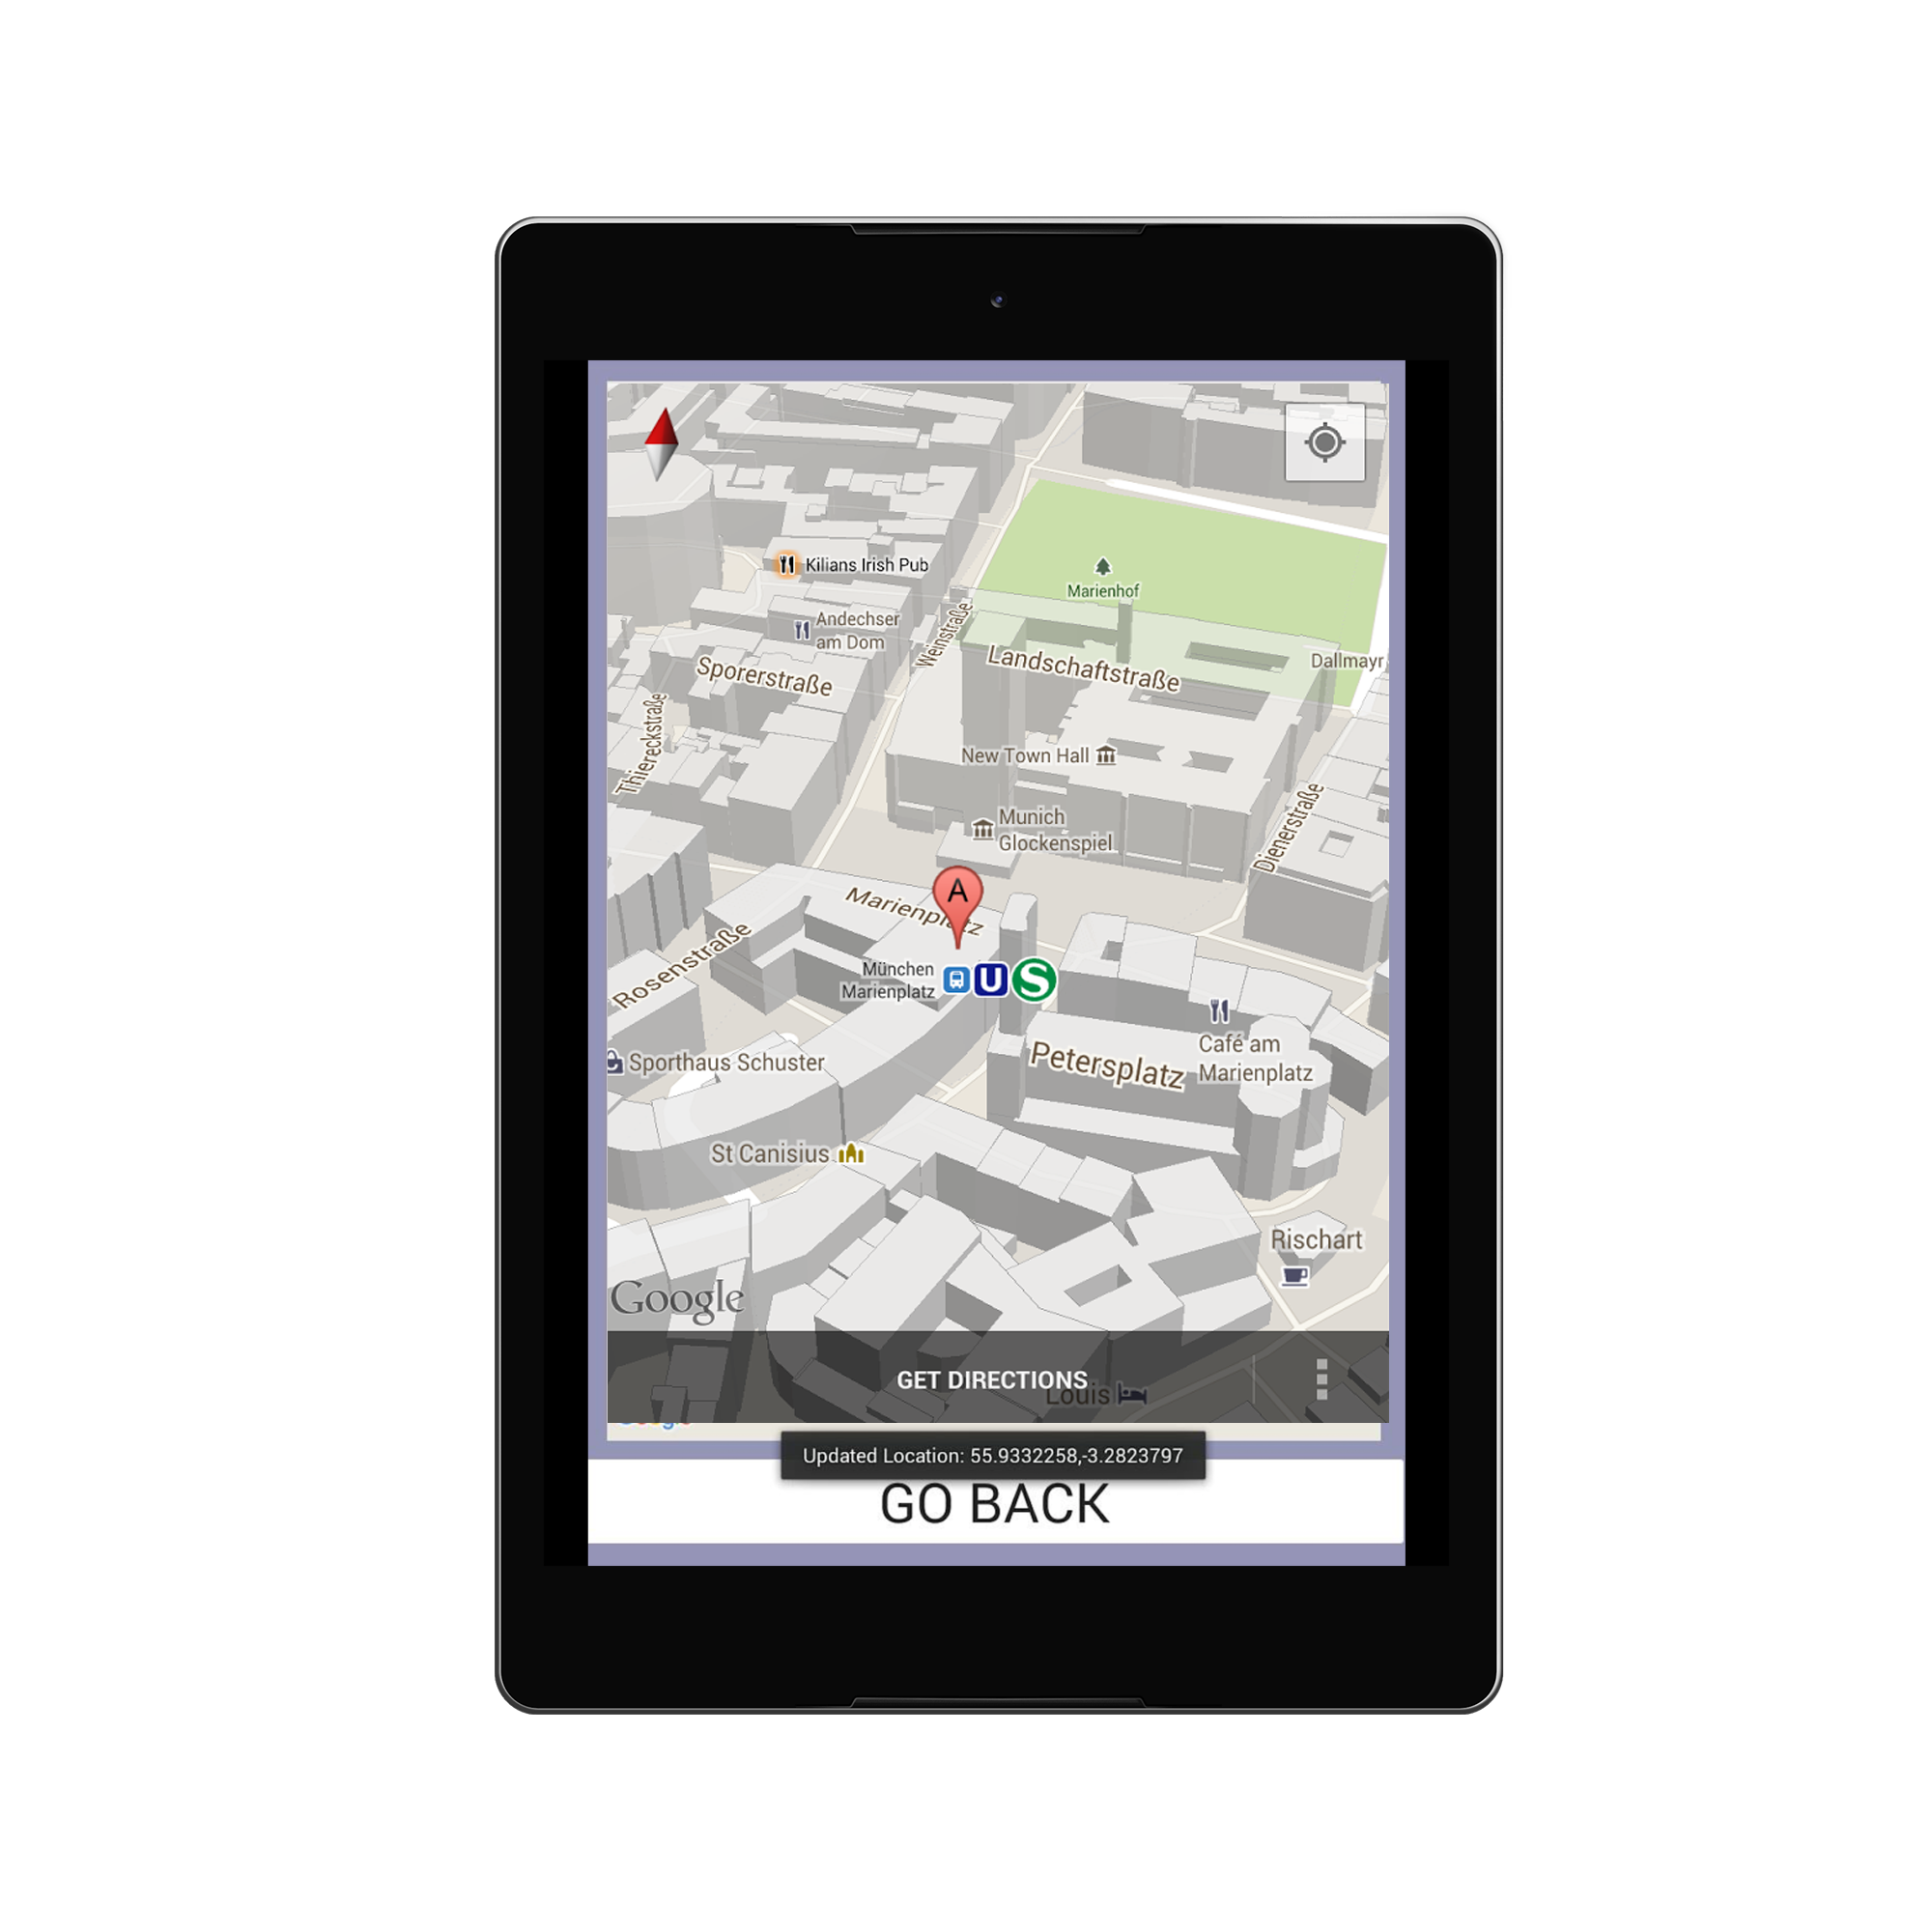 Kilians Irish Pub
Marienhof
Andechser
am Dom
Weinstraße
Landschaftstraße
Dallmayr
Sporerstraße
Thiereckstraße
New Town Hall
Munich
Glockenspiel
Dienerstraße
A
Marienplatz
Rosenstraße
München
Marienplatz
U
S
Petersplatz
Café am
Marienplatz
Sporthaus Schuster
St Canisius
Rischart
Google
GET DIRECTIONS
Louis
Google
Updated Location: 55.9332258,-3.2823797
GO BACK